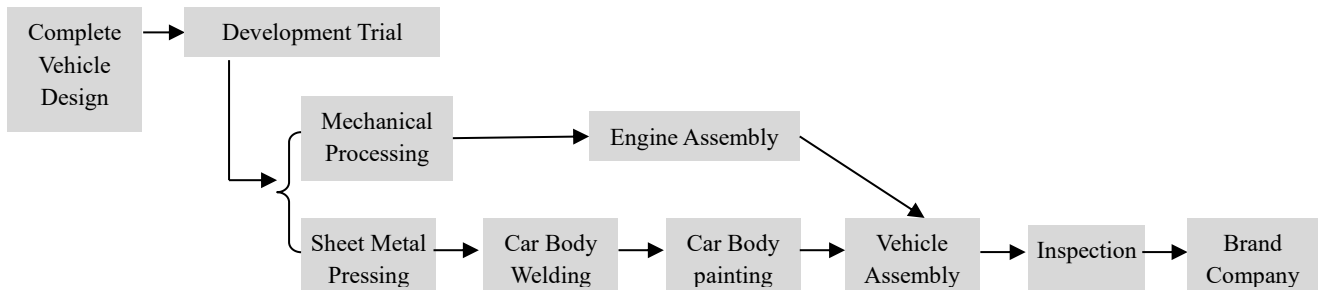 Complete
Vehicle
Design
Development Trial
Mechanical
Processing
Engine Assembly
Sheet Metal
Pressing
Car Body
Welding
Car Body
painting
Vehicle
Assembly
Inspection
Brand
Company